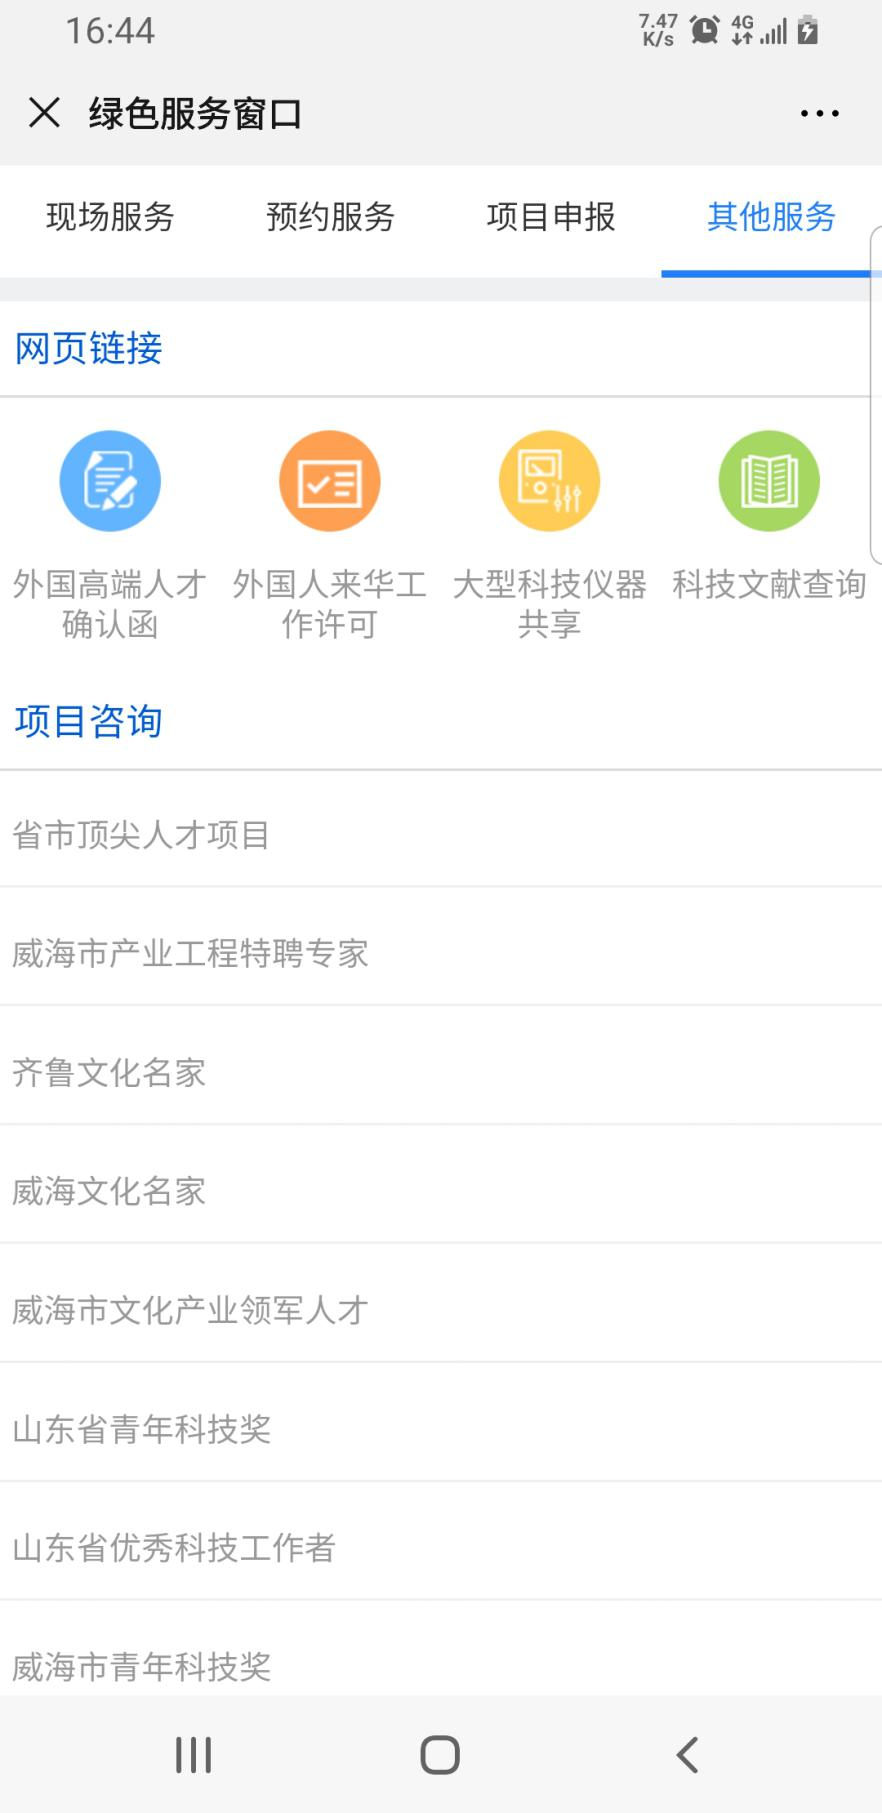 16:44
7.47
K/s
4G
绿色服务窗口
现场服务 预约服务 项目申报 其他服务
网页链接
外国高端人才
确认函
外国人来华工
作许可
大型科技仪器
共享
科技文献查询
项目咨询
省市顶尖人才项目
威海市产业工程特聘专家
齐鲁文化名家
威海文化名家
威海市文化产业领军人才
山东省青年科技奖
山东省优秀科技工作者
威海市青年科技奖